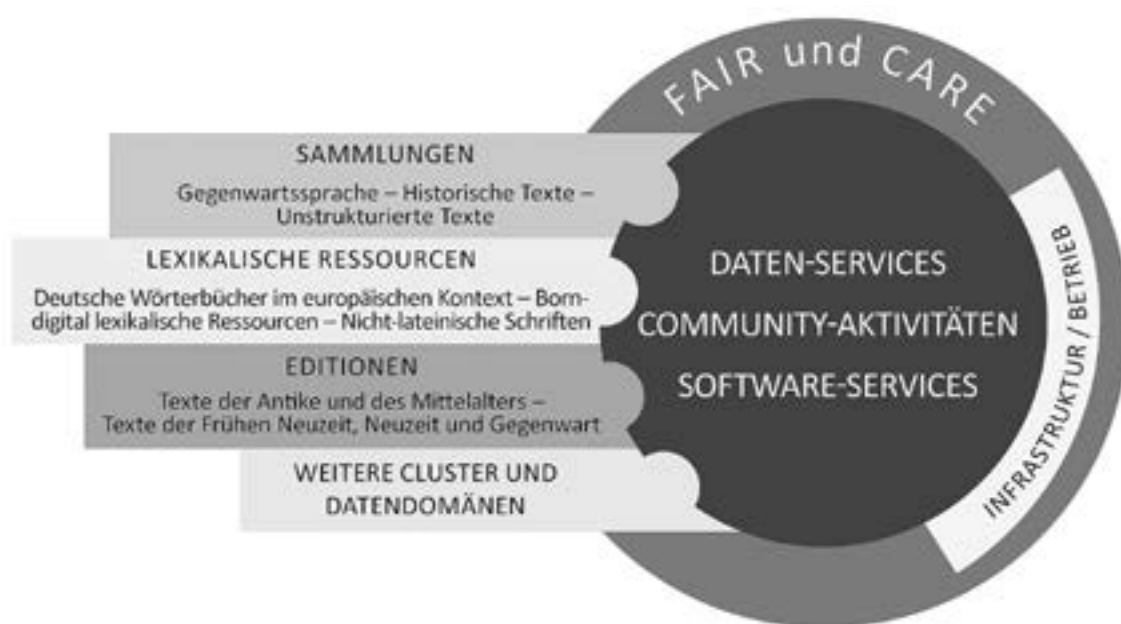 FAIR und CARE
SAMMLUNGEN
Gegenwartssprache – Historische Texte –
Unstrukturierte Texte
LEXIKALISCHE RESSOURCEN
Deutsche Wörterbücher im europäischen Kontext – Born-
digital lexikalische Ressourcen – Nicht-lateinische Schriften
EDITIONEN
Texte der Antike und des Mittelalters –
Texte der Frühen Neuzeit, Neuzeit und Gegenwart
WEITERE CLUSTER UND
DATENDOMÄNEN
DATEN-SERVICES
COMMUNITY-AKTIVITÄTEN
SOFTWARE-SERVICES
INFRASTRUKTUR / BETRIEB